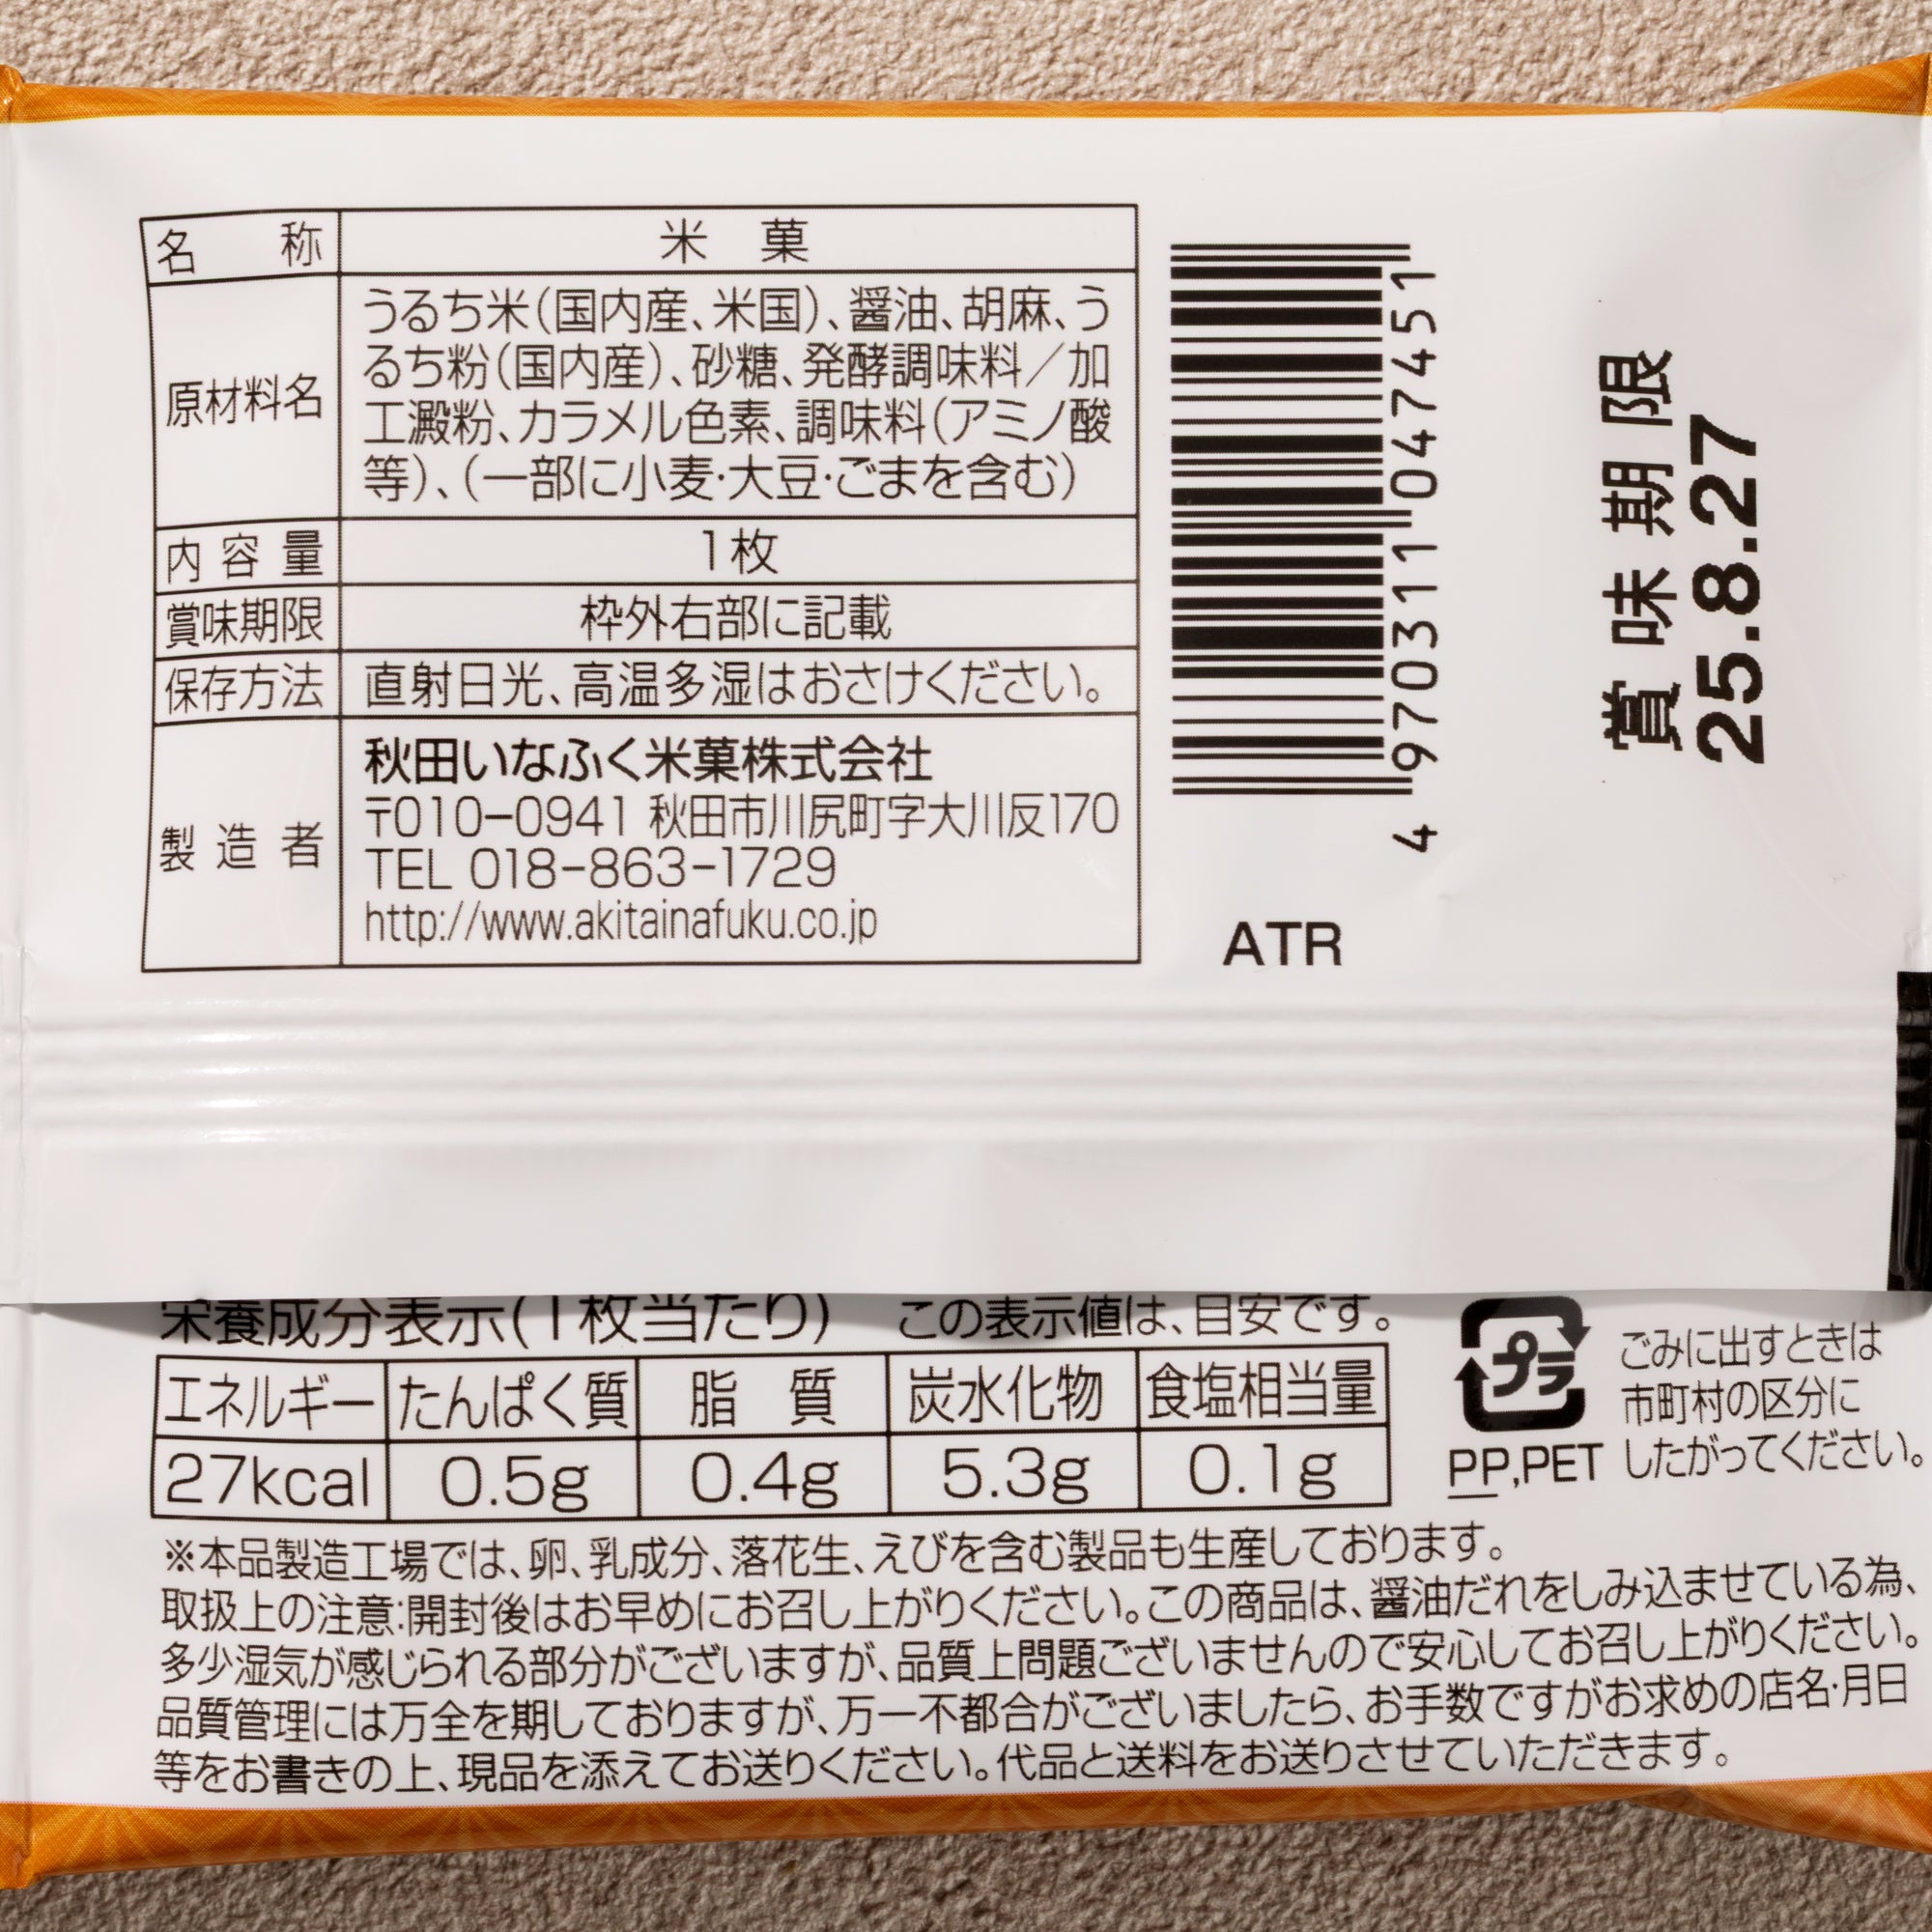 名称 米菓
原材料名 うるち米(国内産、米国)、醤油、胡麻、う
るち粉(国内産)、砂糖、発酵調味料/加
工澱粉、カラメル色素、調味料(アミノ酸
等)、(一部に小麦・大豆・ごまを含む)
内容量 1枚
賞味期限 枠外右部に記載
保存方法 直射日光、高温多湿はおさけください。
製造者 秋田いなふく米菓株式会社
〒010-0941 秋田市川尻町字大川反170
TEL 018-863-1729
http://www.akitainafuku.co.jp
4970311047451
ATR
賞味期限
25.8.27
栄養成分表示(1枚当たり) この表示値は、目安です。
エネルギー たんぱく質 脂質 炭水化物 食塩相当量
27kcal 0.5g 0.4g 5.3g 0.1g
プラ
PP,PET
ごみに出すときは
市町村の区分に
したがってください。
※本品製造工場では、卵、乳成分、落花生、えびを含む製品も生産しております。
取扱上の注意:開封後はお早めにお召し上がりください。この商品は、醤油だれをしみ込ませている為、
多少湿気が感じられる部分がございますが、品質上問題ございませんので安心してお召し上がりください。
品質管理には万全を期しておりますが、万一不都合がございましたら、お手数ですがお求めの店名・月日
等をお書きの上、現品を添えてお送りください。代品と送料をお送りさせていただきます。